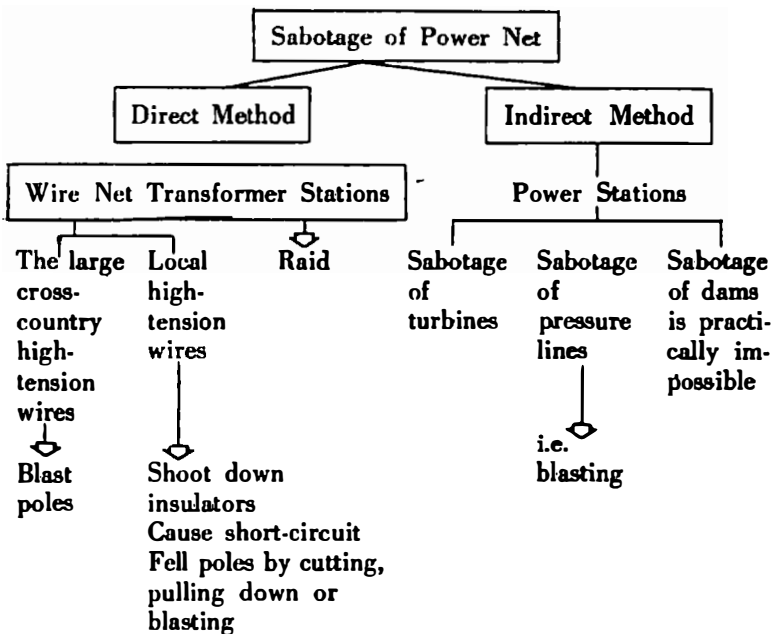 Sabotage of Power Net
Direct Method
Indirect Method
Wire Net Transformer Stations
Power Stations
The large
cross-
country
high-
tension
wires
Local
high-
tension
wires
Raid
Sabotage
of
turbines
Sabotage
of
pressure
lines
Sabotage
of dams
is practi-
cally im-
possible
Blast
poles
Shoot down
insulators
Cause short-circuit
Fell poles by cutting,
pulling down or
blasting
i.e.
blasting